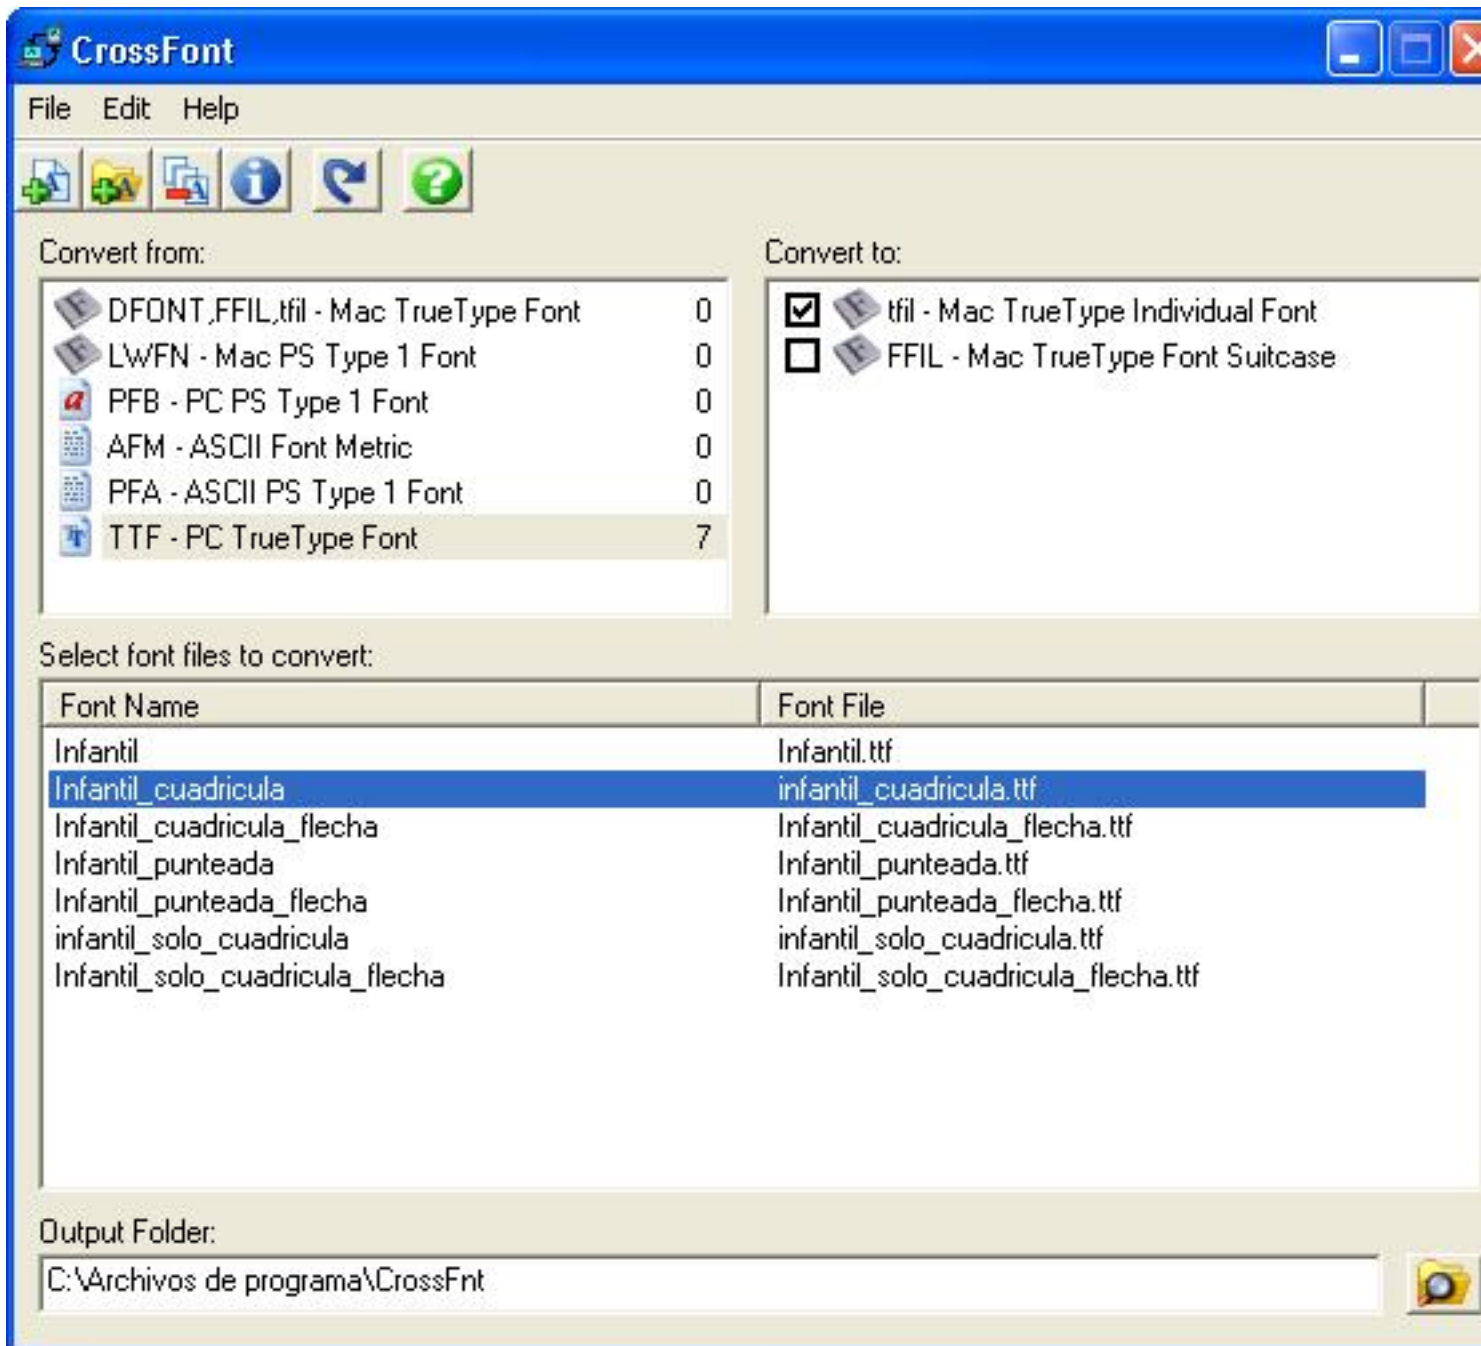 CrossFont
File Edit Help
Convert from:
DFONT,FFIL,tfil - Mac TrueType Font 0
LWFN - Mac PS Type 1 Font 0
PFB - PC PS Type 1 Font 0
AFM - ASCII Font Metric 0
PFA - ASCII PS Type 1 Font 0
TTF - PC TrueType Font 7
Convert to:
tfil - Mac TrueType Individual Font
FFIL - Mac TrueType Font Suitcase
Select font files to convert:
Font Name Font File
Infantil Infantil.ttf
Infantil_cuadricula infantil_cuadricula.ttf
Infantil_cuadricula_flecha Infantil_cuadricula_flecha.ttf
Infantil_punteada Infantil_punteada.ttf
Infantil_punteada_flecha Infantil_punteada_flecha.ttf
infantil_solo_cuadricula infantil_solo_cuadricula.ttf
Infantil_solo_cuadricula_flecha Infantil_solo_cuadricula_flecha.ttf
Output Folder:
C:\Archivos de programa\CrossFnt